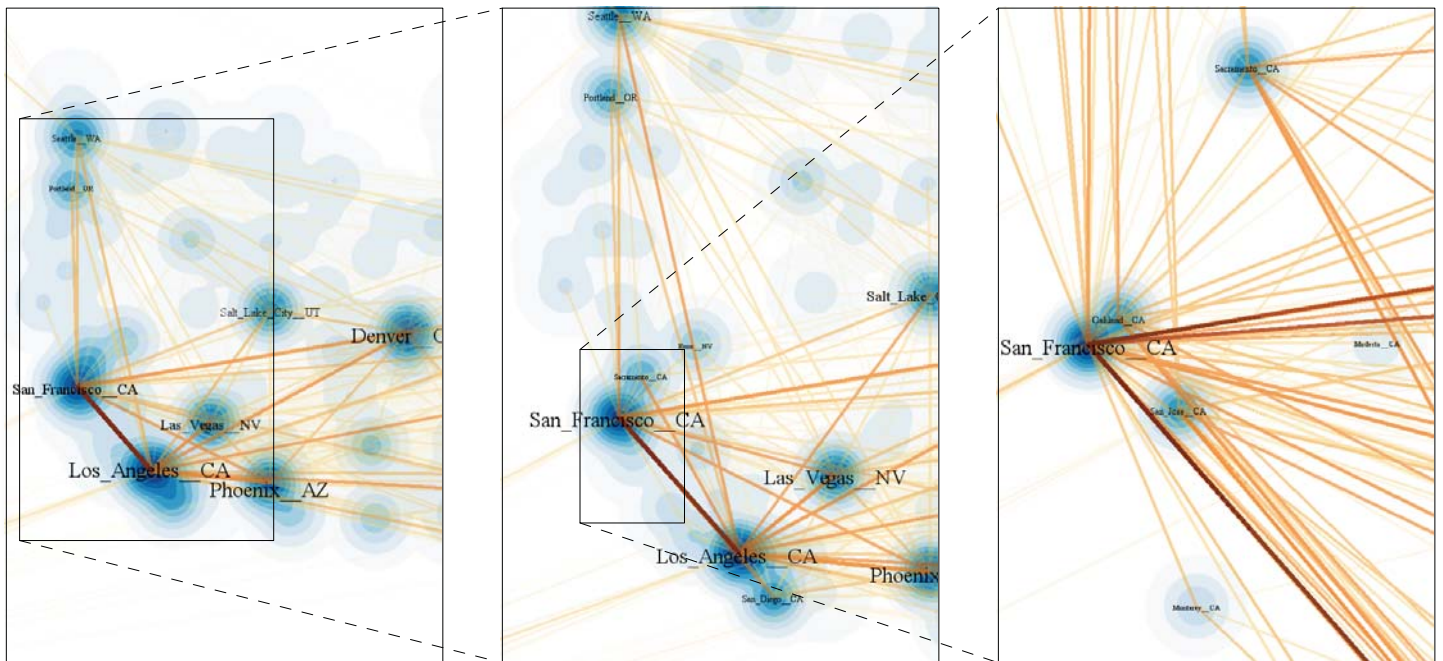 Seattle__WA
Portland__OR
Salt_Lake_City__UT
Denver__C
San_Francisco__CA
Las_Vegas__NV
Los_Angeles__CA
Phoenix__AZ
Seattle__WA
Portland__OR
Salt_Lake_C
Reno__NV
Sacramento__CA
San_Francisco__CA
Las_Vegas__NV
Los_Angeles__CA
Phoenix
San_Diego__CA
Sacramento__CA
Oakland__CA
San_Francisco__CA
Modesto__CA
San_Jose__CA
Monterey__CA